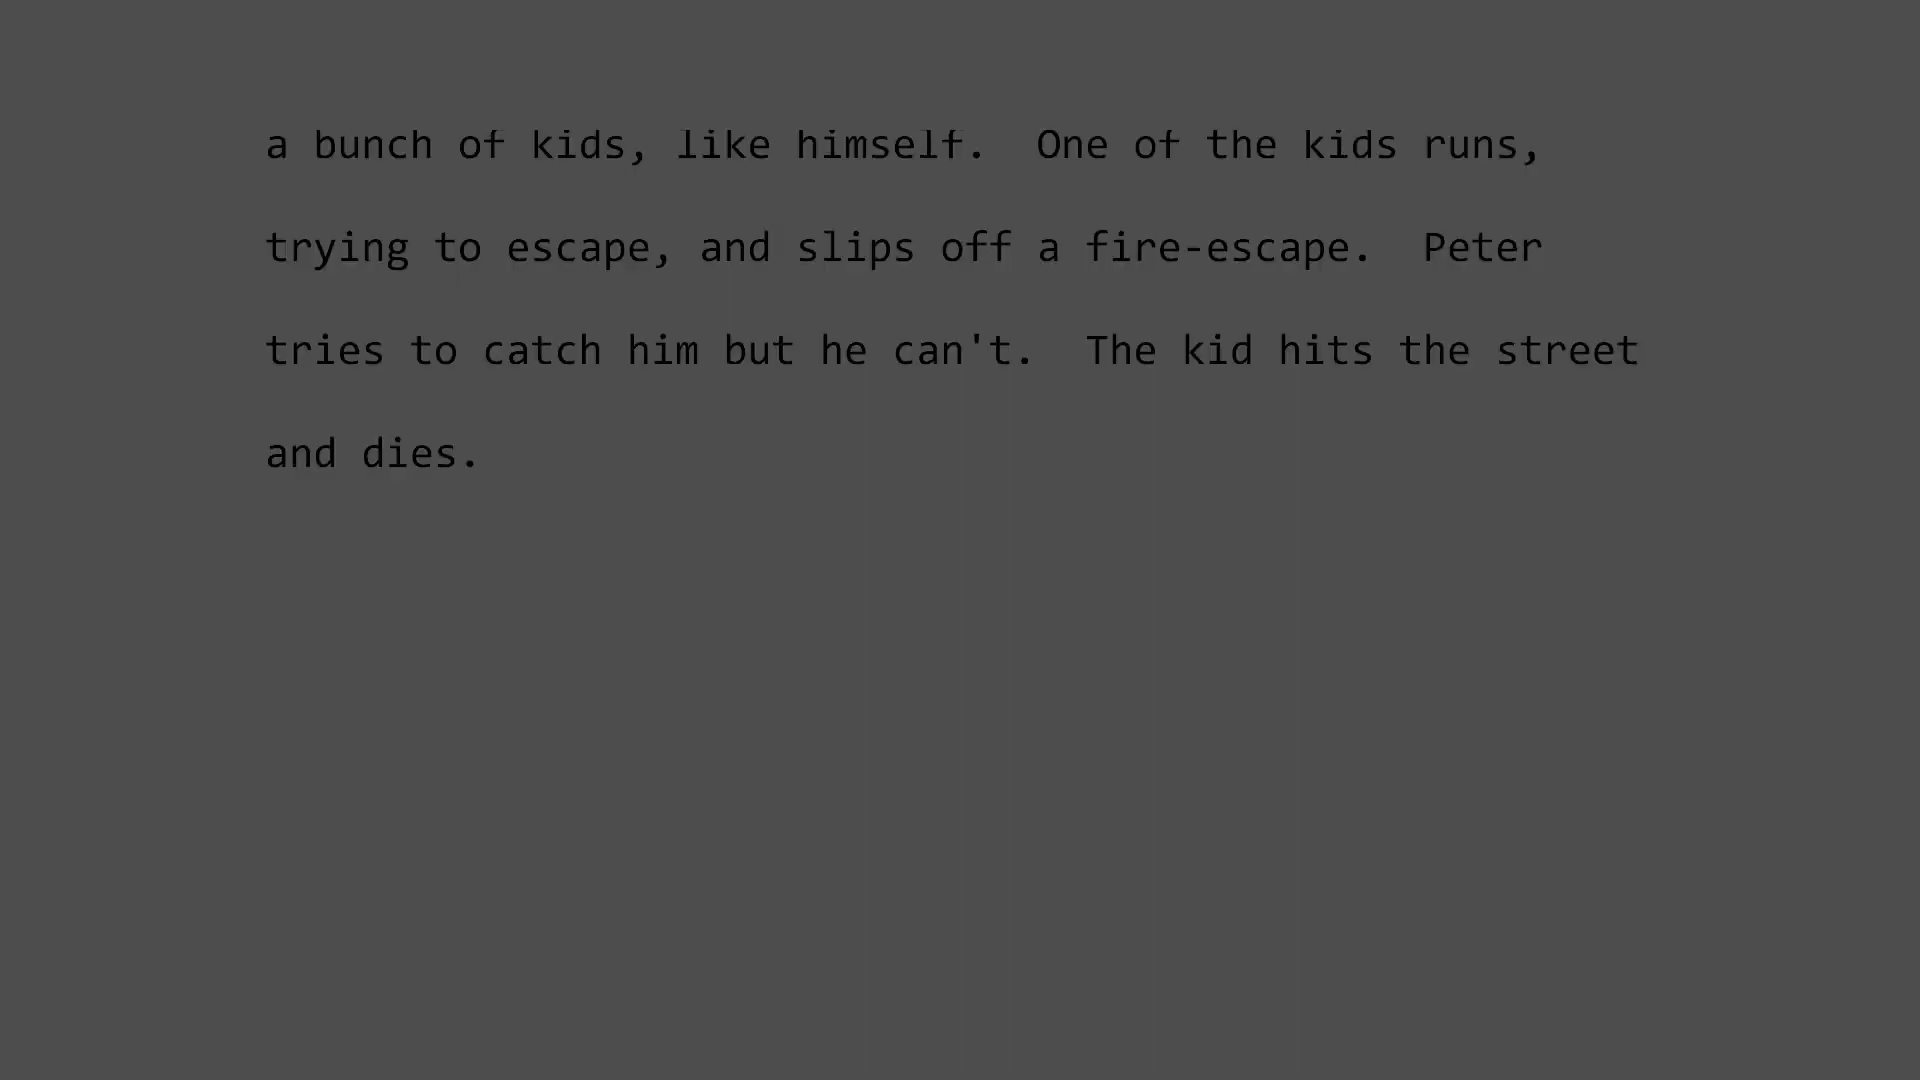 a bunch of kids, like himself.  One of the kids runs,
trying to escape, and slips off a fire-escape.  Peter
tries to catch him but he can't.  The kid hits the street
and dies.